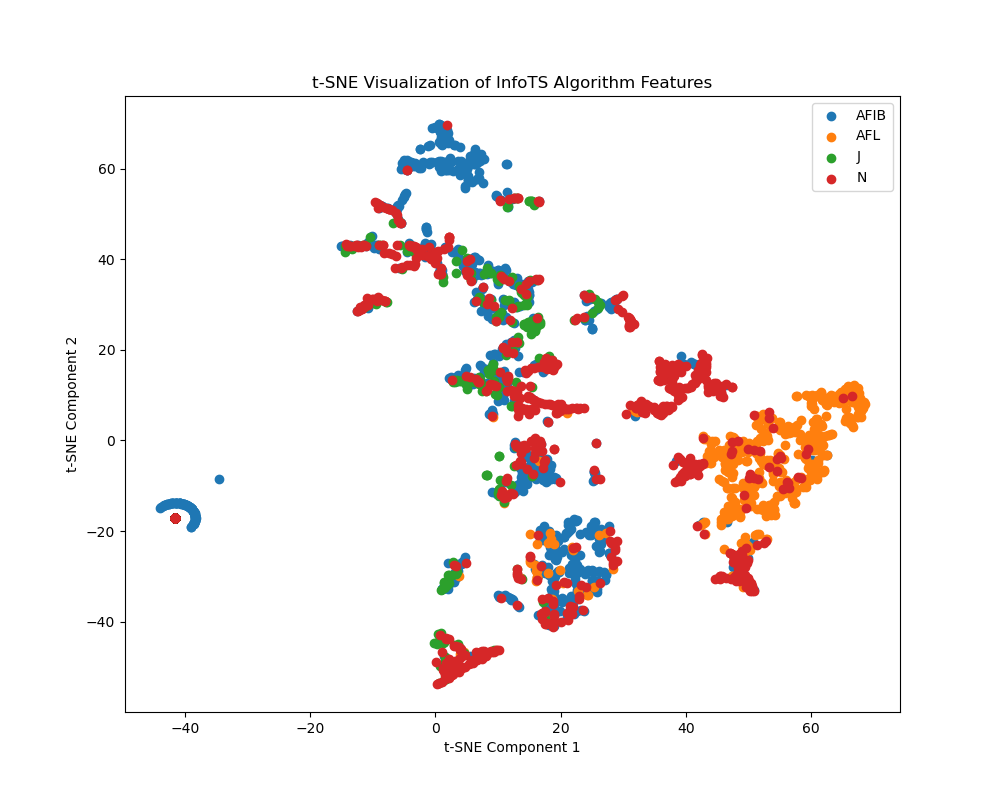 t-SNE Visualization of InfoTS Algorithm Features
AFIB
AFL
J
N
60
40
20
0
−20
−40
t-SNE Component 2
−40
−20
0
20
40
60
t-SNE Component 1